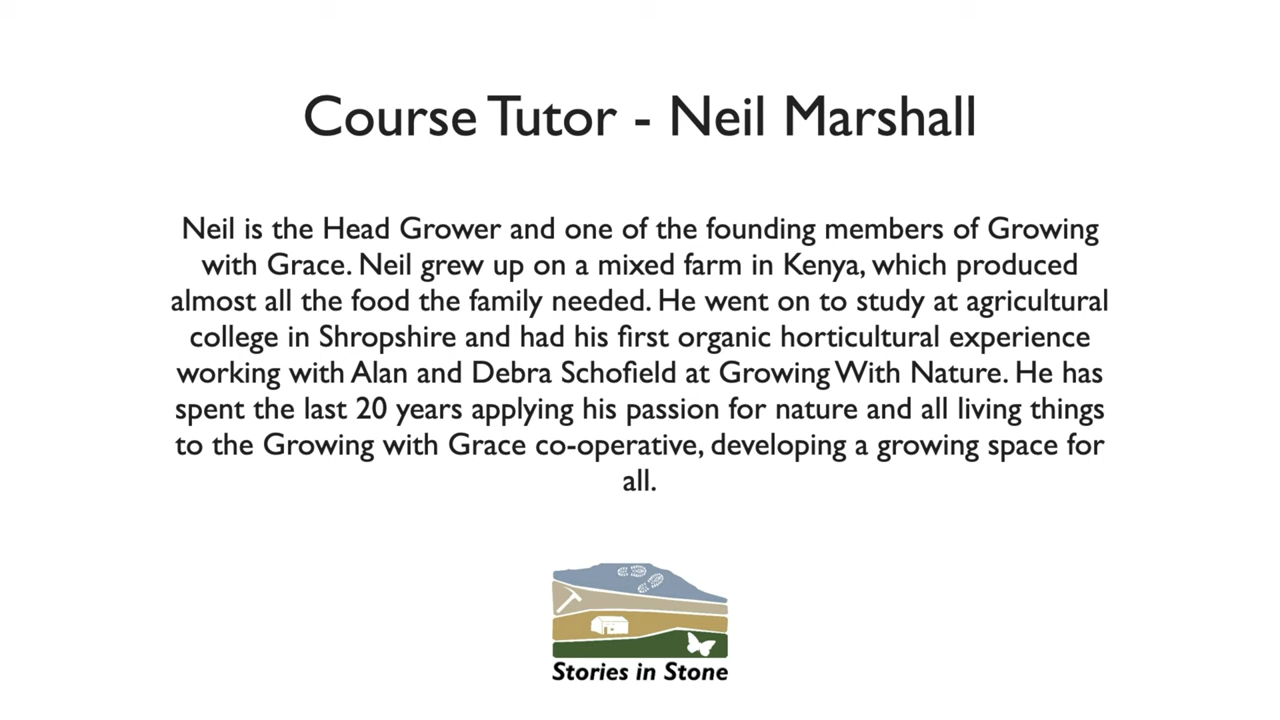 Course Tutor - Neil Marshall
Neil is the Head Grower and one of the founding members of Growing
with Grace. Neil grew up on a mixed farm in Kenya, which produced
almost all the food the family needed. He went on to study at agricultural
college in Shropshire and had his first organic horticultural experience
working with Alan and Debra Schofield at Growing With Nature. He has
spent the last 20 years applying his passion for nature and all living things
to the Growing with Grace co-operative, developing a growing space for
all.
Stories in Stone